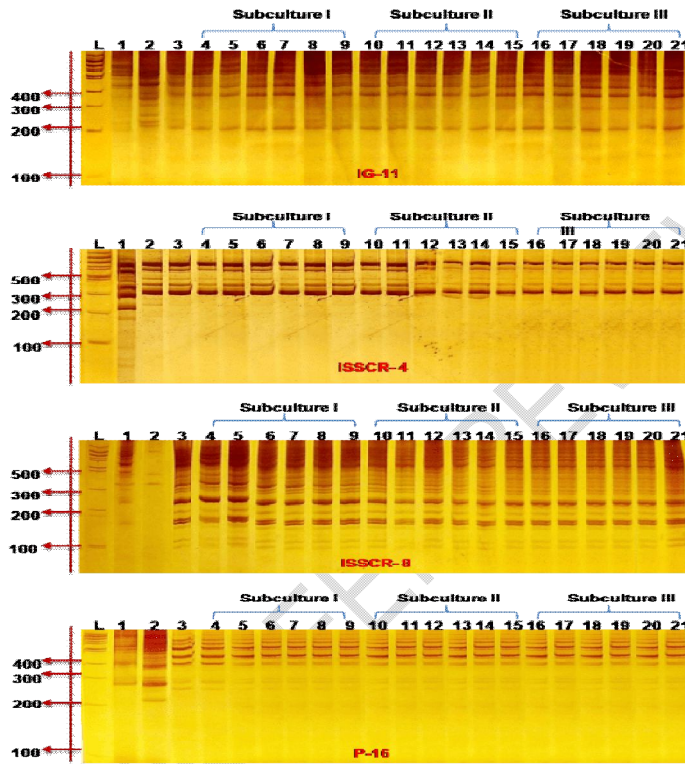 Subculture I Subculture II Subculture III
L 1 2 3 4 5 6 7 8 9 10 11 12 13 14 15 16 17 18 19 20 21
400
300
200
100
IG-11
Subculture I Subculture II Subculture III
L 1 2 3 4 5 6 7 8 9 10 11 12 13 14 15 16 17 18 19 20 21
500
300
200
100
ISSCR-4
Subculture I Subculture II Subculture III
L 1 2 3 4 5 6 7 8 9 10 11 12 13 14 15 16 17 18 19 20 21
500
300
200
100
ISSCR-8
Subculture I Subculture II Subculture III
L 1 2 3 4 5 6 7 8 9 10 11 12 13 14 15 16 17 18 19 20 21
400
300
200
100
P-16